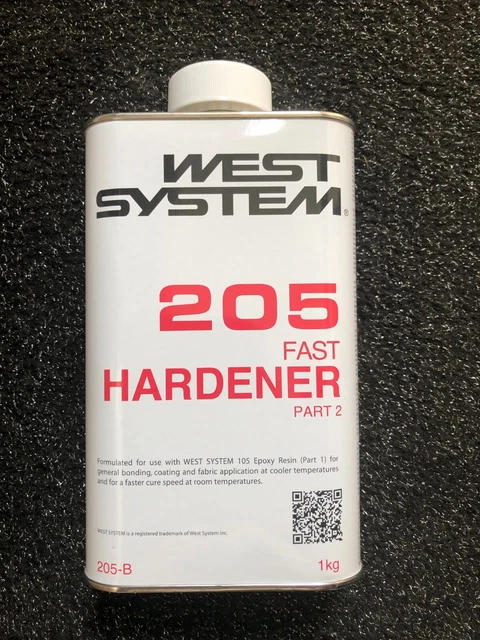 WEST
SYSTEM®
205
FAST
HARDENER
PART 2
Formulated for use with WEST SYSTEM 105 Epoxy Resin (Part 1) for
general bonding, coating and fabric application at cooler temperatures
and for a faster cure speed at room temperatures.
WEST SYSTEM is a registered trademark of West System Inc.
205-B 1kg